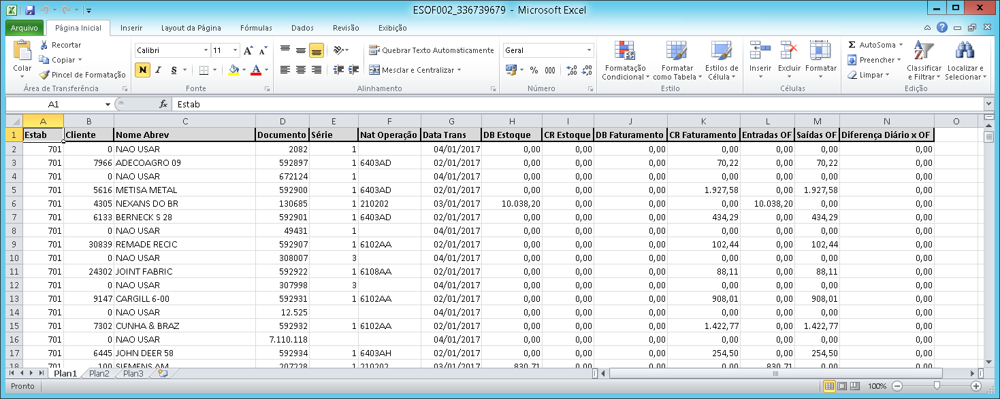 ESOF002_336739679 - Microsoft Excel
Arquivo Página Inicial Inserir Layout da Página Fórmulas Dados Revisão Exibição
Colar
Recortar
Copiar
Pincel de Formatação
Área de Transferência
Calibri 11
N I S
Fonte
Quebrar Texto Automaticamente
Mesclar e Centralizar
Alinhamento
Geral
% 000
Número
Formatação Condicional
Formatar como Tabela
Estilos de Célula
Estilo
Inserir Excluir Formatar
Células
Σ AutoSoma
Preencher
Limpar
Classificar e Filtrar
Localizar e Selecionar
Edição
A1 fx Estab
A B C D E F G H I J K L M N O
1 Estab Cliente Nome Abrev Documento Série Nat Operação Data Trans DB Estoque CR Estoque DB Faturamento CR Faturamento Entradas OF Saídas OF Diferença Diário x OF
2 701 0 NAO USAR 2082 1 04/01/2017 0,00 0,00 0,00 0,00 0,00 0,00 0,00
3 701 7966 ADECOAGRO 09 592897 1 6403AD 02/01/2017 0,00 0,00 0,00 70,22 0,00 70,22 0,00
4 701 0 NAO USAR 672124 1 04/01/2017 0,00 0,00 0,00 0,00 0,00 0,00 0,00
5 701 5616 METISA METAL 592900 1 6403AD 02/01/2017 0,00 0,00 0,00 1.927,58 0,00 1.927,58 0,00
6 701 4305 NEXANS DO BR 130685 1 210202 03/01/2017 10.038,20 0,00 0,00 0,00 10.038,20 0,00 0,00
7 701 6133 BERNECK S 28 592901 1 6403AD 02/01/2017 0,00 0,00 0,00 434,29 0,00 434,29 0,00
8 701 0 NAO USAR 49431 1 04/01/2017 0,00 0,00 0,00 0,00 0,00 0,00 0,00
9 701 30839 REMADE RECIC 592907 1 6102AA 02/01/2017 0,00 0,00 0,00 102,44 0,00 102,44 0,00
10 701 0 NAO USAR 308007 3 04/01/2017 0,00 0,00 0,00 0,00 0,00 0,00 0,00
11 701 24302 JOINT FABRIC 592922 1 6108AA 02/01/2017 0,00 0,00 0,00 88,11 0,00 88,11 0,00
12 701 0 NAO USAR 307998 3 04/01/2017 0,00 0,00 0,00 0,00 0,00 0,00 0,00
13 701 9147 CARGILL 6-00 592931 1 6102AA 02/01/2017 0,00 0,00 0,00 908,01 0,00 908,01 0,00
14 701 0 NAO USAR 12.525 04/01/2017 0,00 0,00 0,00 0,00 0,00 0,00 0,00
15 701 7302 CUNHA & BRAZ 592932 1 6102AA 02/01/2017 0,00 0,00 0,00 1.422,77 0,00 1.422,77 0,00
16 701 0 NAO USAR 7.110.118 04/01/2017 0,00 0,00 0,00 0,00 0,00 0,00 0,00
17 701 6445 JOHN DEER 58 592934 1 6403AH 02/01/2017 0,00 0,00 0,00 254,50 0,00 254,50 0,00
18 701 100 SIEMENS AM 207228 1 210202 03/01/2017 830,71 0,00 0,00 0,00 830,71 0,00 0,00
Plan1 Plan2 Plan3
Pronto 100%